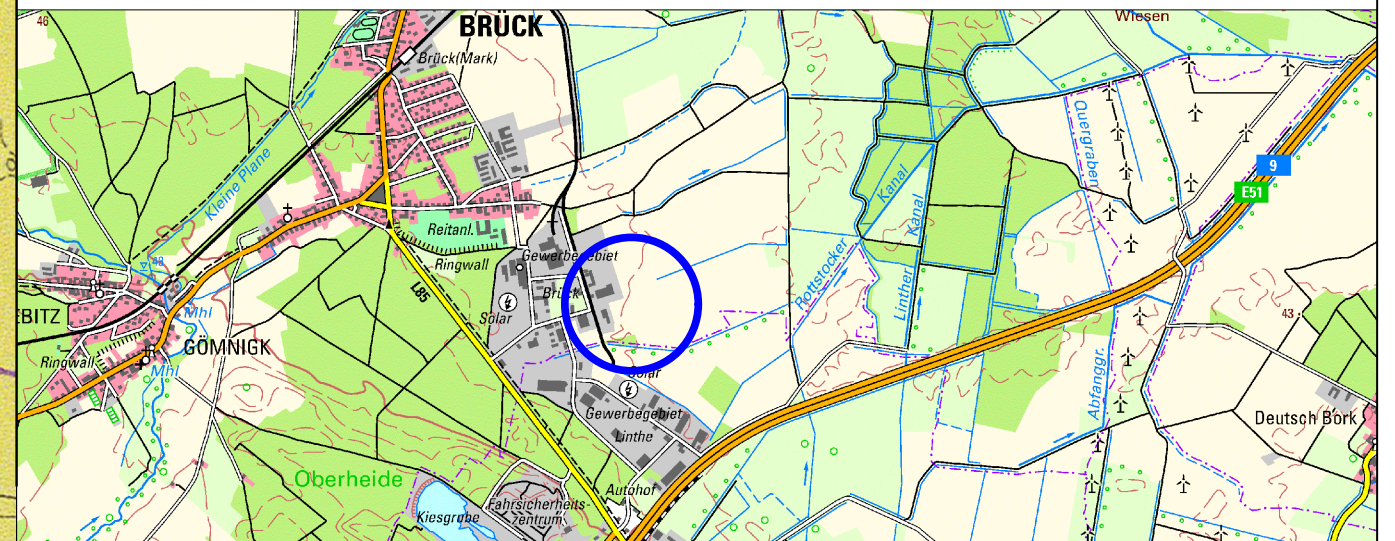 46
BRÜCK
Wiesen
Brück(Mark)
Kleine Plane
Quergraben
9
E51
Kanal
Kanal
Reitanl.
Ringwall
Gewerbegebiet
Brück
43
L85
Solar
Rottstocker
Linther
EBITZ
Mhl
GÖMNIGK
Ringwall
Mhl
43
Solar
Abfanggr.
Gewerbegebiet
Linthe
Deutsch Bork
Oberheide
Autohof
Fahrsicherheits-
zentrum
Kiesgrube